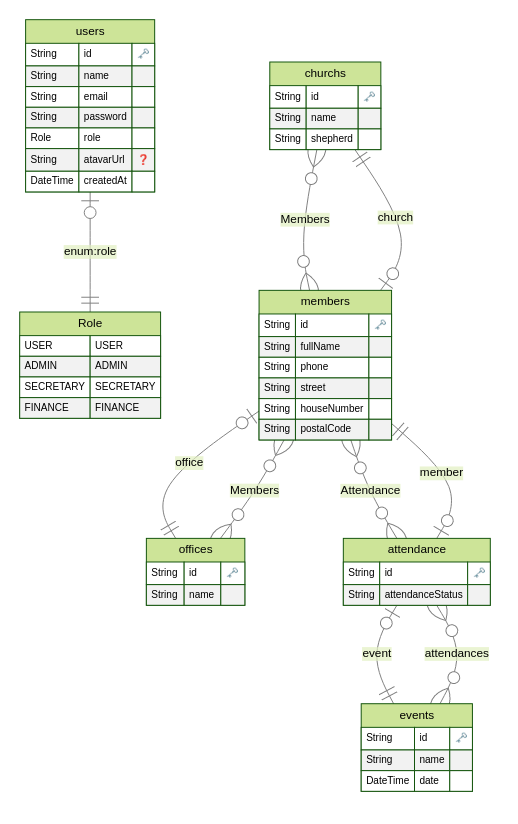 users
String id
String name
String email
String password
Role role
String atavarUrl ?
DateTime createdAt
enum:role
Role
USER USER
ADMIN ADMIN
SECRETARY SECRETARY
FINANCE FINANCE
churchs
String id
String name
String shepherd
Members
church
members
String id
String fullName
String phone
String street
String houseNumber
String postalCode
office
Members
Attendance
member
offices
String id
String name
attendance
String id
String attendanceStatus
event
attendances
events
String id
String name
DateTime date